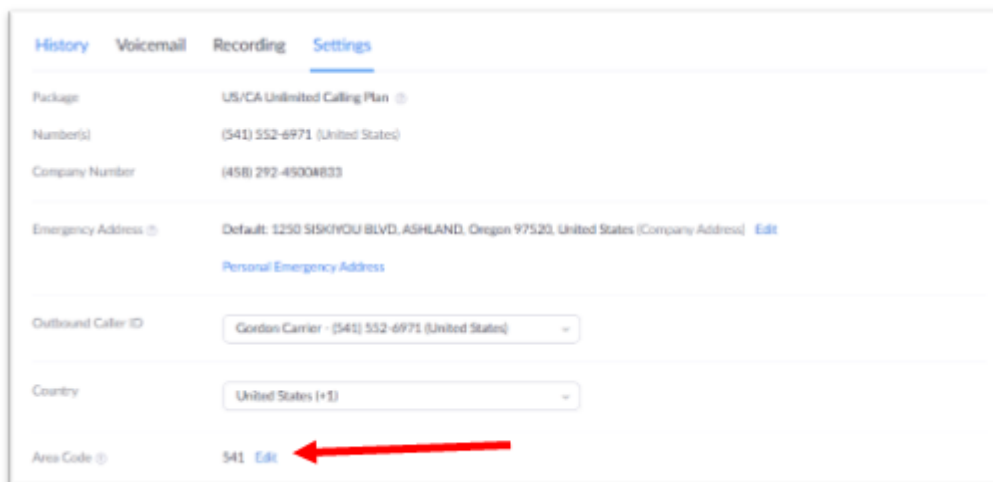 History Voicemail Recording Settings
Package US/CA Unlimited Calling Plan
Number(s) (541) 552-6971 (United States)
Company Number (458) 292-4500#833
Emergency Address Default: 1250 SISKIYOU BLVD, ASHLAND, Oregon 97520, United States (Company Address) Edit
Personal Emergency Address
Outbound Caller ID Gordon Carrier - (541) 552-6971 (United States)
Country United States (+1)
Area Code 541 Edit